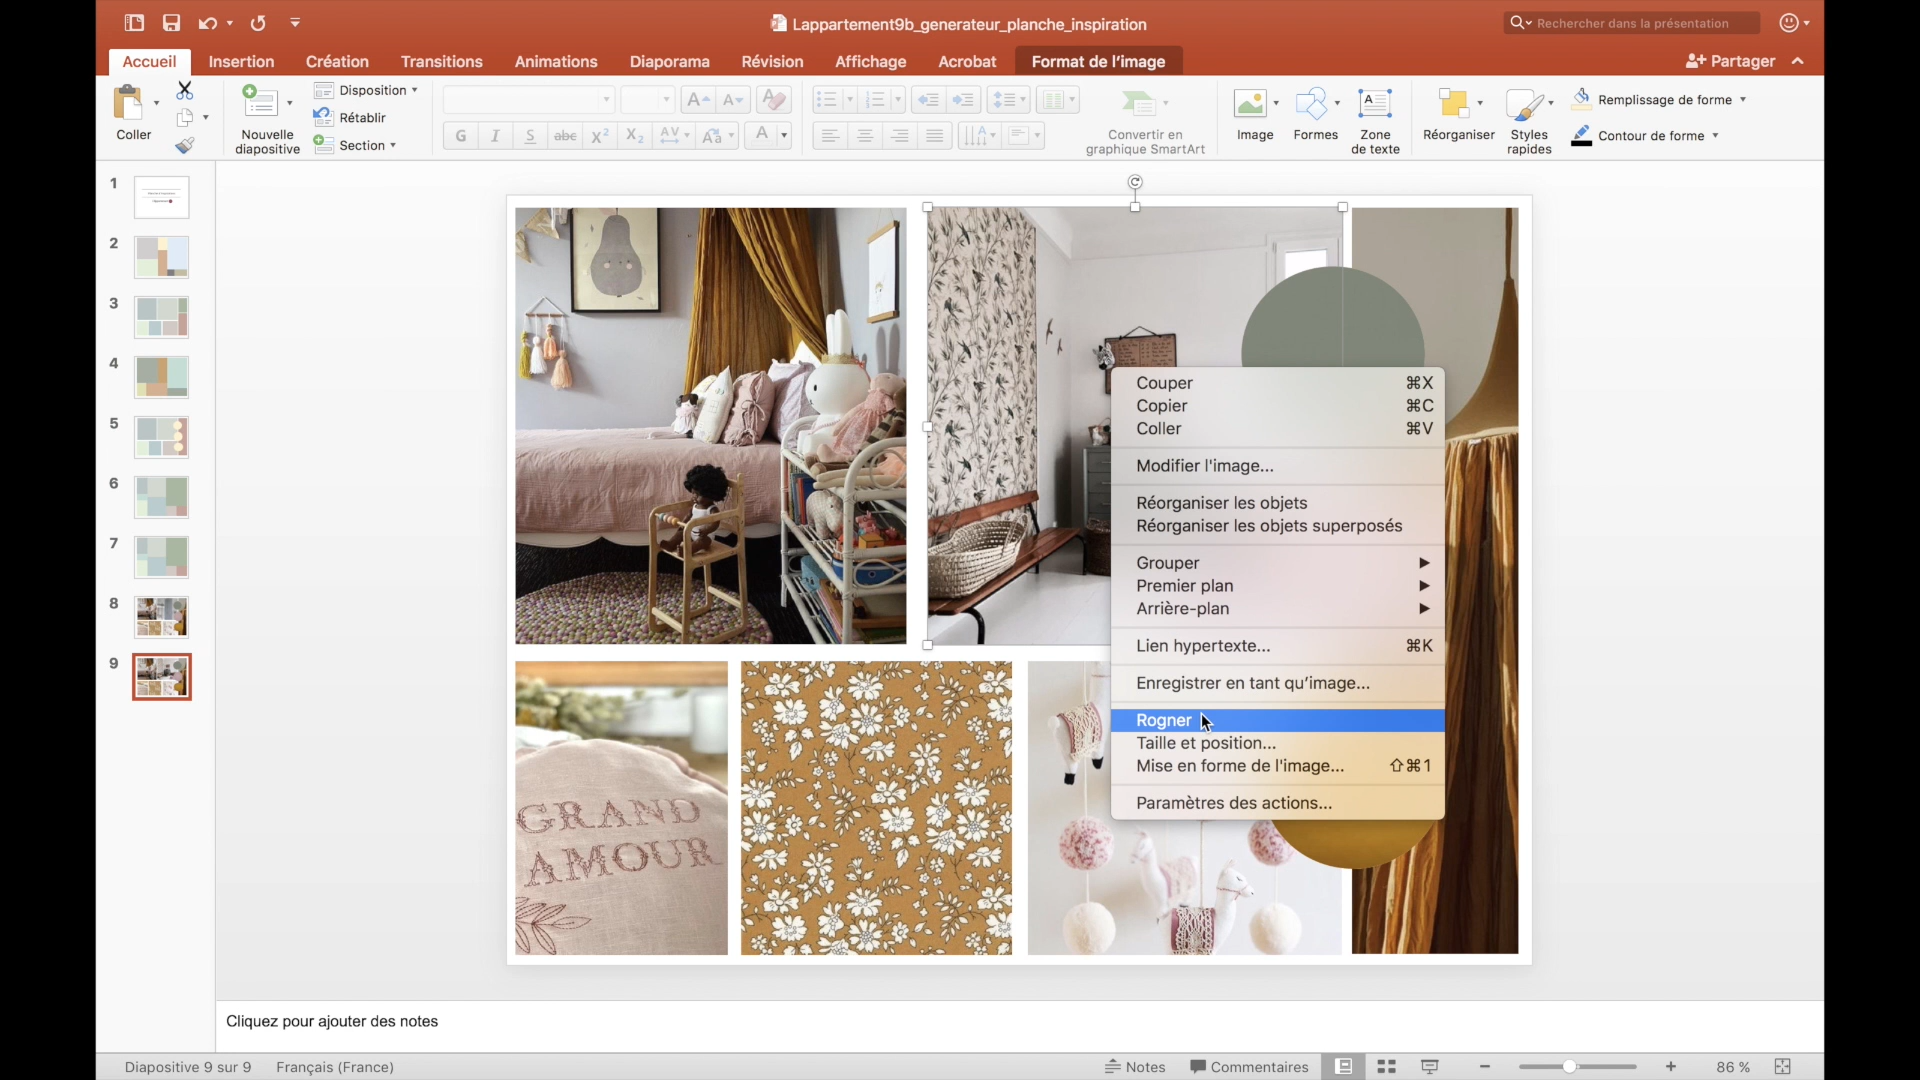 Lappartement9b_generateur_planche_inspiration
Rechercher dans la présentation
Accueil
Insertion
Création
Transitions
Animations
Diaporama
Révision
Affichage
Acrobat
Format de l'image
Partager
Coller
Nouvelle
diapositive
Disposition
Rétablir
Section
G
I
S
abc
X²
X₂
AV
Aa
A
Convertir en
graphique SmartArt
Image
Formes
Zone
de texte
Réorganiser
Styles
rapides
Remplissage de forme
Contour de forme
1
2
3
4
5
6
7
8
9
Couper ⌘X
Copier ⌘C
Coller ⌘V
Modifier l'image...
Réorganiser les objets
Réorganiser les objets superposés
Grouper
Premier plan
Arrière-plan
Lien hypertexte... ⌘K
Enregistrer en tant qu'image...
Rogner
Taille et position...
Mise en forme de l'image... ⇧⌘1
Paramètres des actions...
GRAND
AMOUR
Cliquez pour ajouter des notes
Diapositive 9 sur 9
Français (France)
Notes
Commentaires
86 %